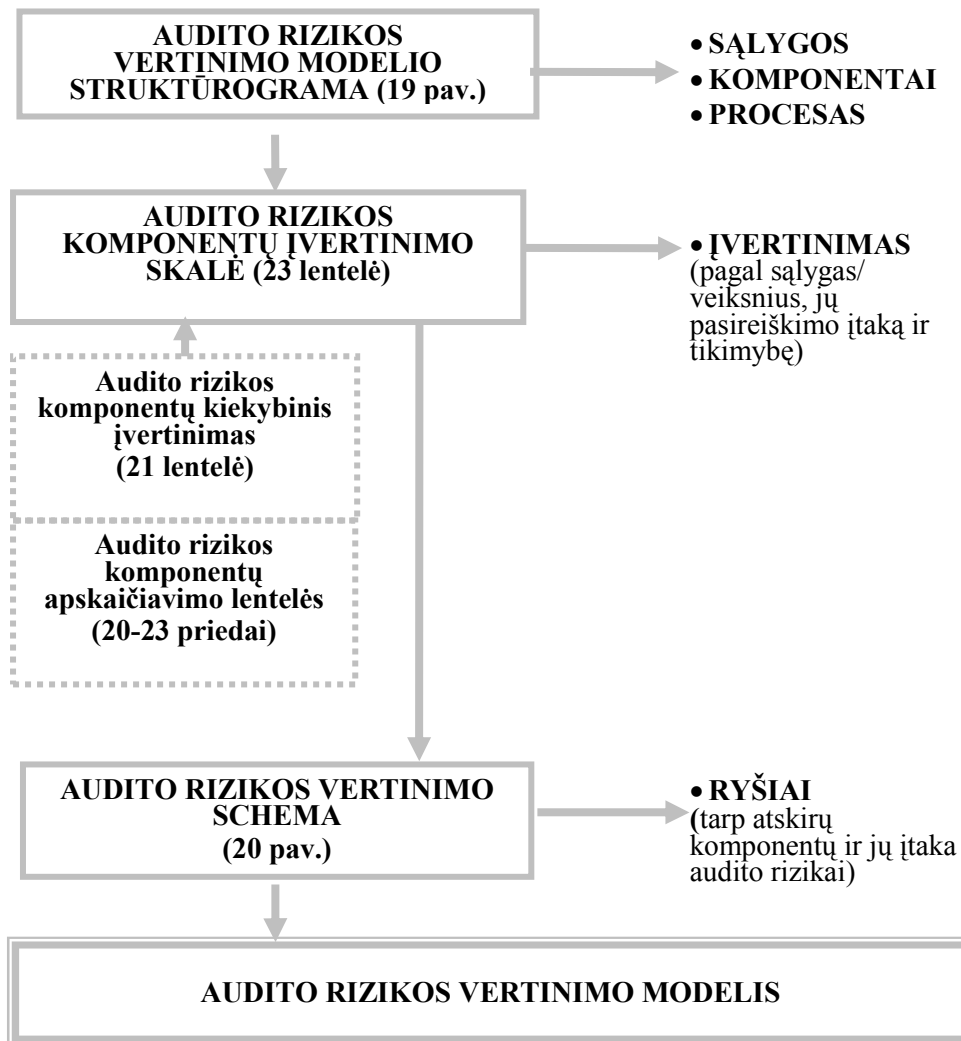 AUDITO RIZIKOS
VERTINIMO MODELIO
STRUKTŪROGRAMA (19 pav.)
• SĄLYGOS
• KOMPONENTAI
• PROCESAS
AUDITO RIZIKOS
KOMPONENTŲ ĮVERTINIMO
SKALĖ (23 lentelė)
• ĮVERTINIMAS
(pagal sąlygas/
veiksnius, jų
pasireiškimo įtaką ir
tikimybę)
Audito rizikos
komponentų kiekybinis
įvertinimas
(21 lentelė)
Audito rizikos
komponentų
apskaičiavimo lentelės
(20-23 priedai)
AUDITO RIZIKOS VERTINIMO
SCHEMA
(20 pav.)
• RYŠIAI
(tarp atskirų
komponentų ir jų įtaka
audito rizikai)
AUDITO RIZIKOS VERTINIMO MODELIS